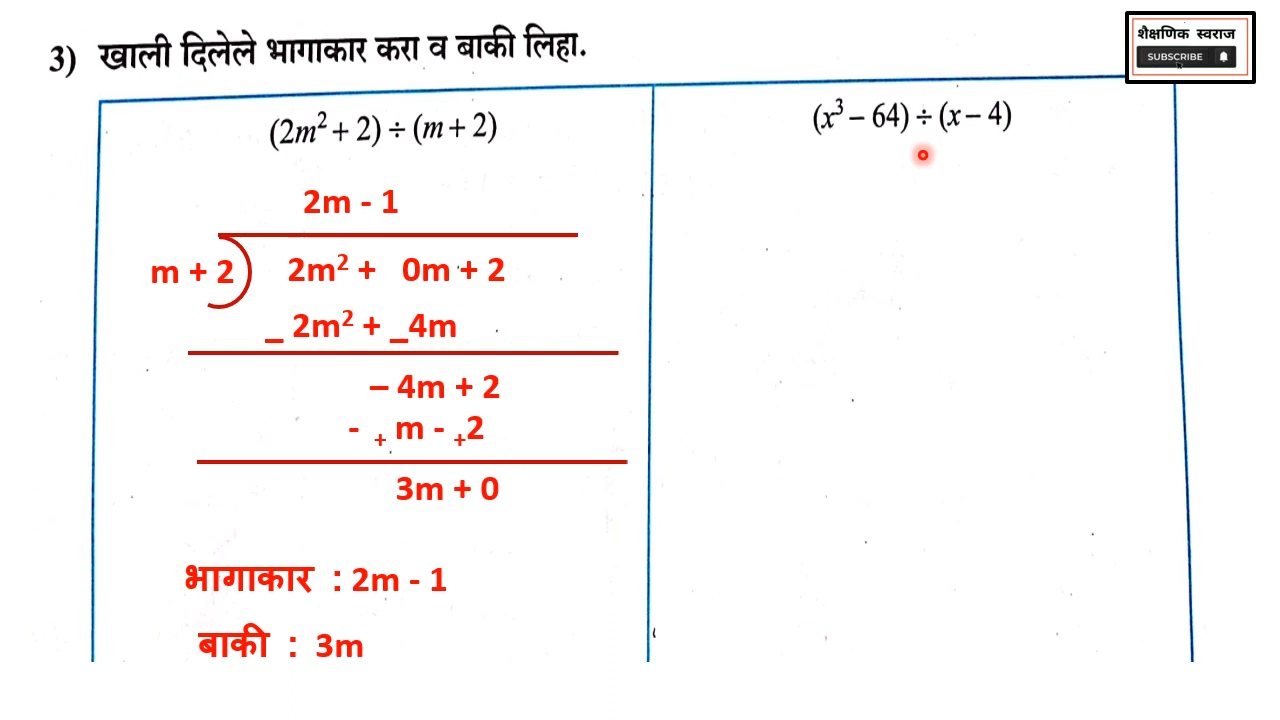 3) खाली दिलेले भागाकार करा व बाकी लिहा.
शैक्षणिक स्वराज
SUBSCRIBE
(2m² + 2) ÷ (m + 2)
2m - 1
m + 2 2m² + 0m + 2
_ 2m² + _4m
– 4m + 2
- + m - +2
3m + 0
भागाकार : 2m - 1
बाकी : 3m
(x³ – 64) ÷ (x – 4)